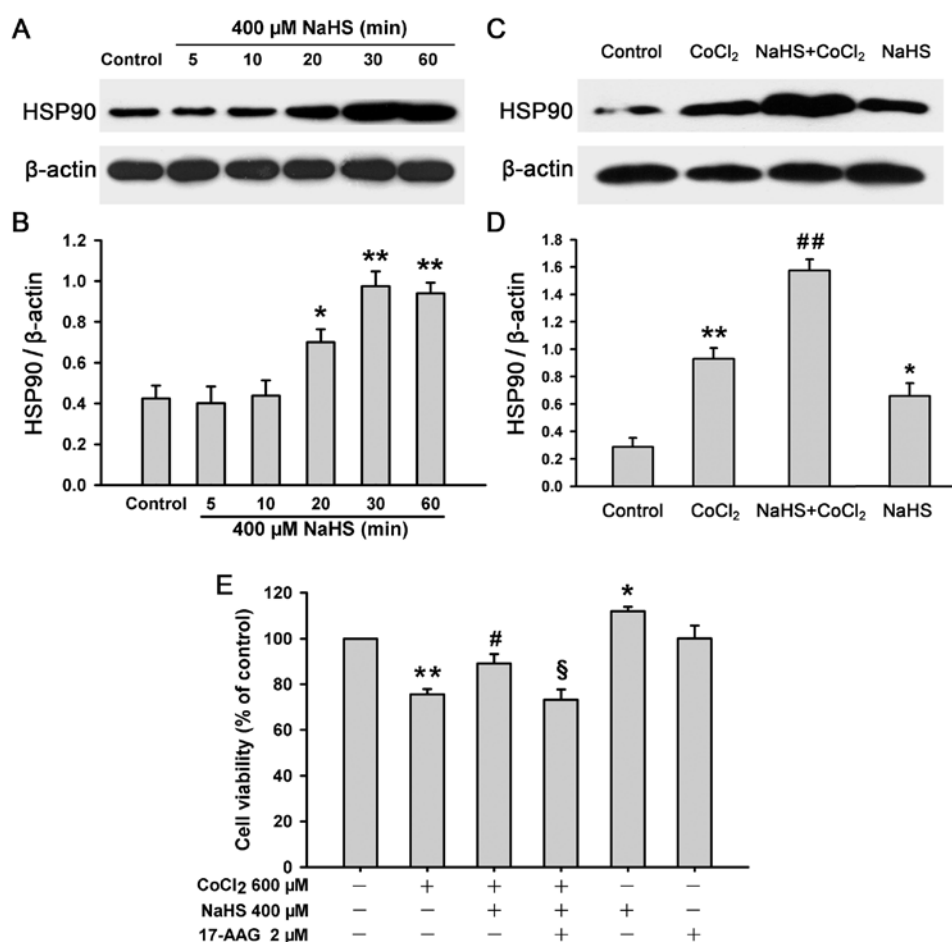 A
400 μM NaHS (min)
Control 5 10 20 30 60
HSP90
β-actin
C
Control CoCl₂ NaHS+CoCl₂ NaHS
HSP90
β-actin
B
HSP90 / β-actin
1.2
1.0
0.8
0.6
0.4
0.2
0.0
* ** **
Control 5 10 20 30 60
400 μM NaHS (min)
D
HSP90 / β-actin
1.8
1.6
1.4
1.2
1.0
0.8
0.6
0.4
0.2
0.0
** ## *
Control CoCl₂ NaHS+CoCl₂ NaHS
E
Cell viability (% of control)
120
100
80
60
40
20
0
** # § *
CoCl₂ 600 μM − + + + − −
NaHS 400 μM − − + + + −
17-AAG 2 μM − − − + − +